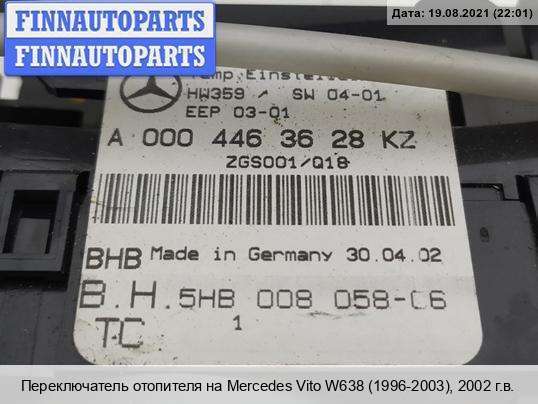 Дата: 19.08.2021 (22:01)
FINNAUTOPARTS
FINNAUTOPARTS
FINNAUTOPARTS
HW359 SW 04-01
EEP 03-01
A 000 446 36 28 KZ
ZGS001/Q18
BHB Made in Germany 30.04.02
B.H. 5HB 008 058-06
TC 1
Переключатель отопителя на Mercedes Vito W638 (1996-2003), 2002 г.в.